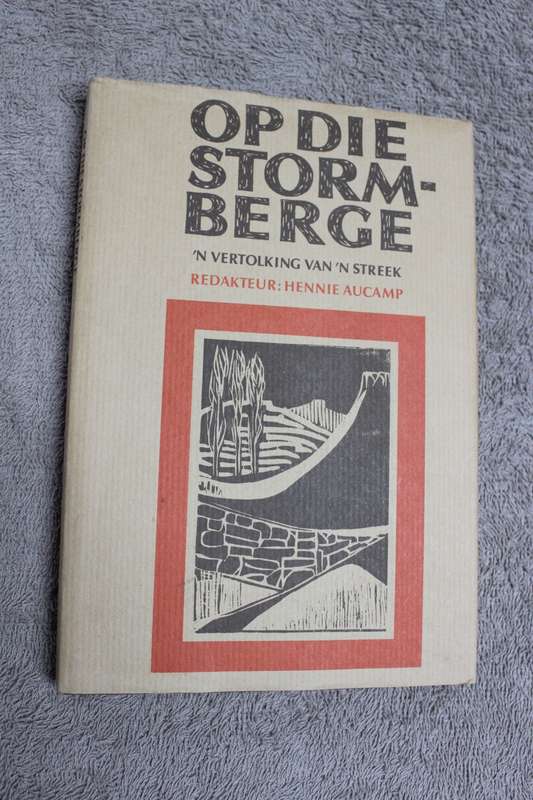 OP DIE
STORM-
BERGE
'N VERTOLKING VAN 'N STREEK
REDAKTEUR: HENNIE AUCAMP